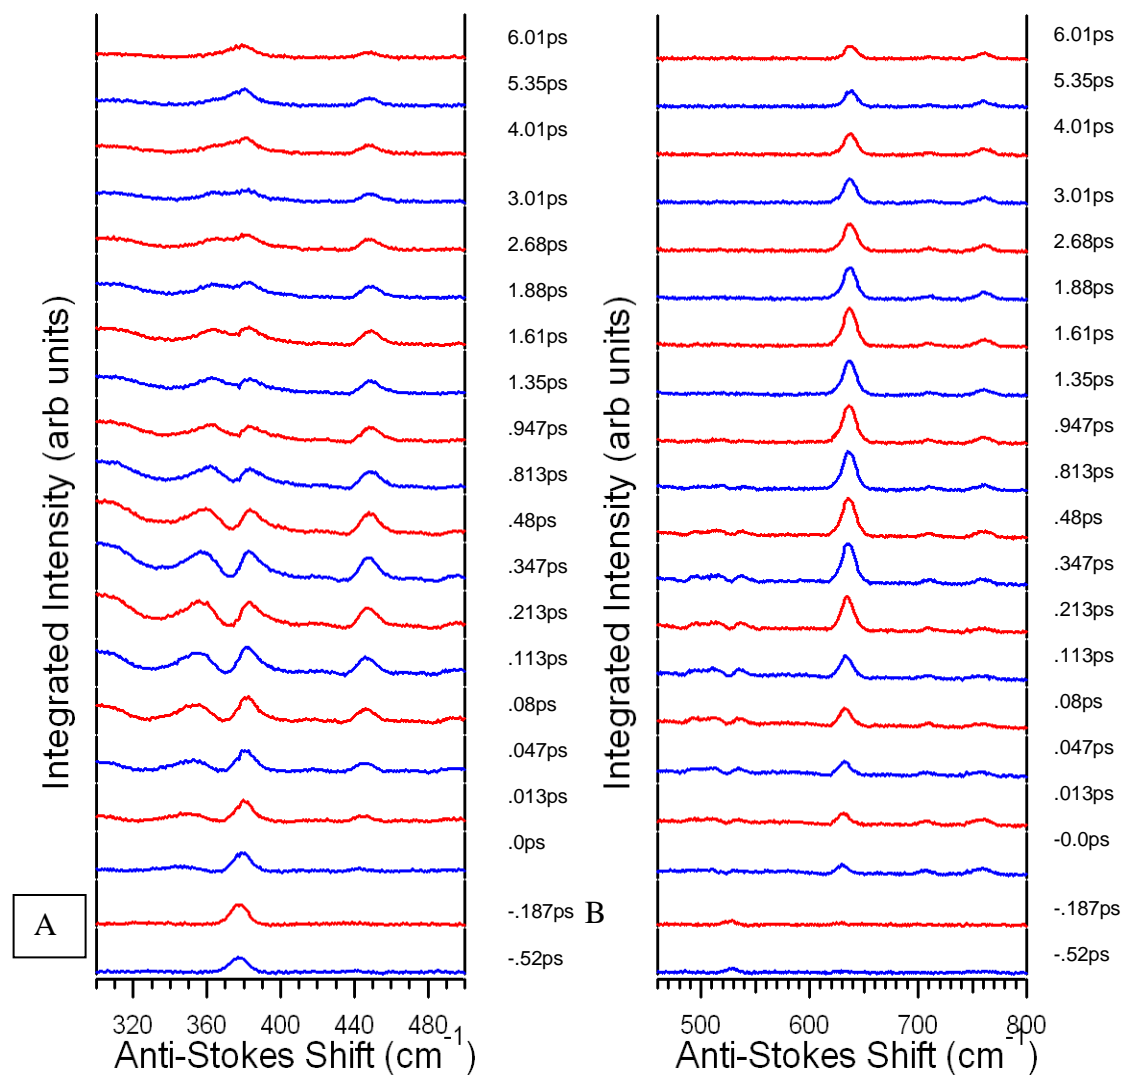 Integrated Intensity (arb units)
6.01ps
5.35ps
4.01ps
3.01ps
2.68ps
1.88ps
1.61ps
1.35ps
.947ps
.813ps
.48ps
.347ps
.213ps
.113ps
.08ps
.047ps
.013ps
.0ps
-.187ps
-.52ps
A
320 360 400 440 480
Anti-Stokes Shift (cm-1)
Integrated Intensity (arb units)
6.01ps
5.35ps
4.01ps
3.01ps
2.68ps
1.88ps
1.61ps
1.35ps
.947ps
.813ps
.48ps
.347ps
.213ps
.113ps
.08ps
.047ps
.013ps
-0.0ps
-.187ps
-.52ps
B
500 600 700 800
Anti-Stokes Shift (cm-1)